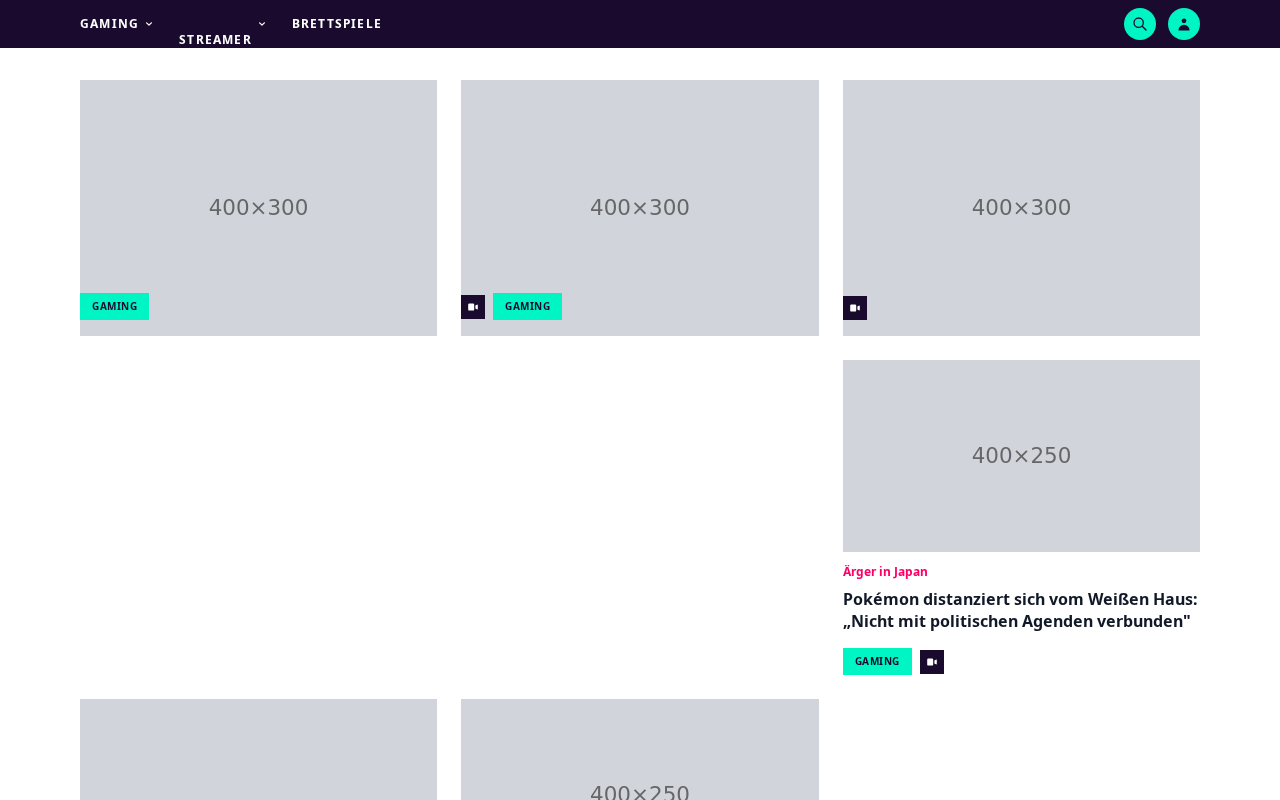 GAMING
STREAMER
BRETTSPIELE
400×300
400×300
400×300
GAMING
GAMING
400×250
Ärger in Japan
Pokémon distanziert sich vom Weißen Haus:
„Nicht mit politischen Agenden verbunden"
GAMING
400×250